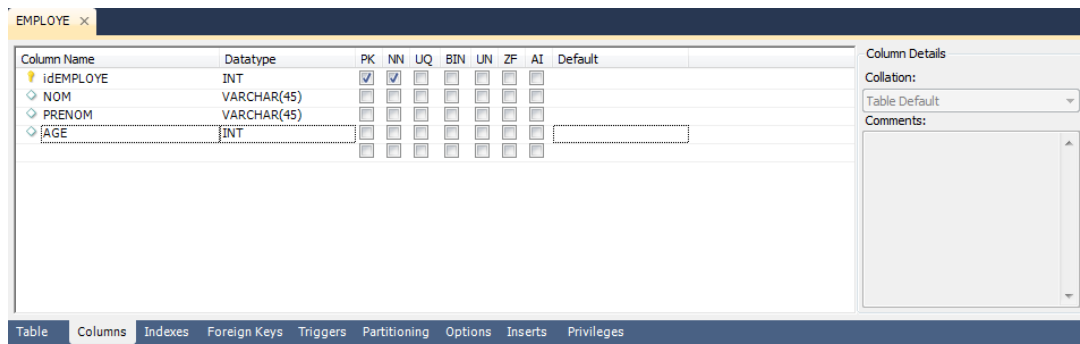 EMPLOYE ×
Column Name Datatype PK NN UQ BIN UN ZF AI Default
idEMPLOYE INT
NOM VARCHAR(45)
PRENOM VARCHAR(45)
AGE INT
Column Details
Collation:
Table Default
Comments:
Table Columns Indexes Foreign Keys Triggers Partitioning Options Inserts Privileges